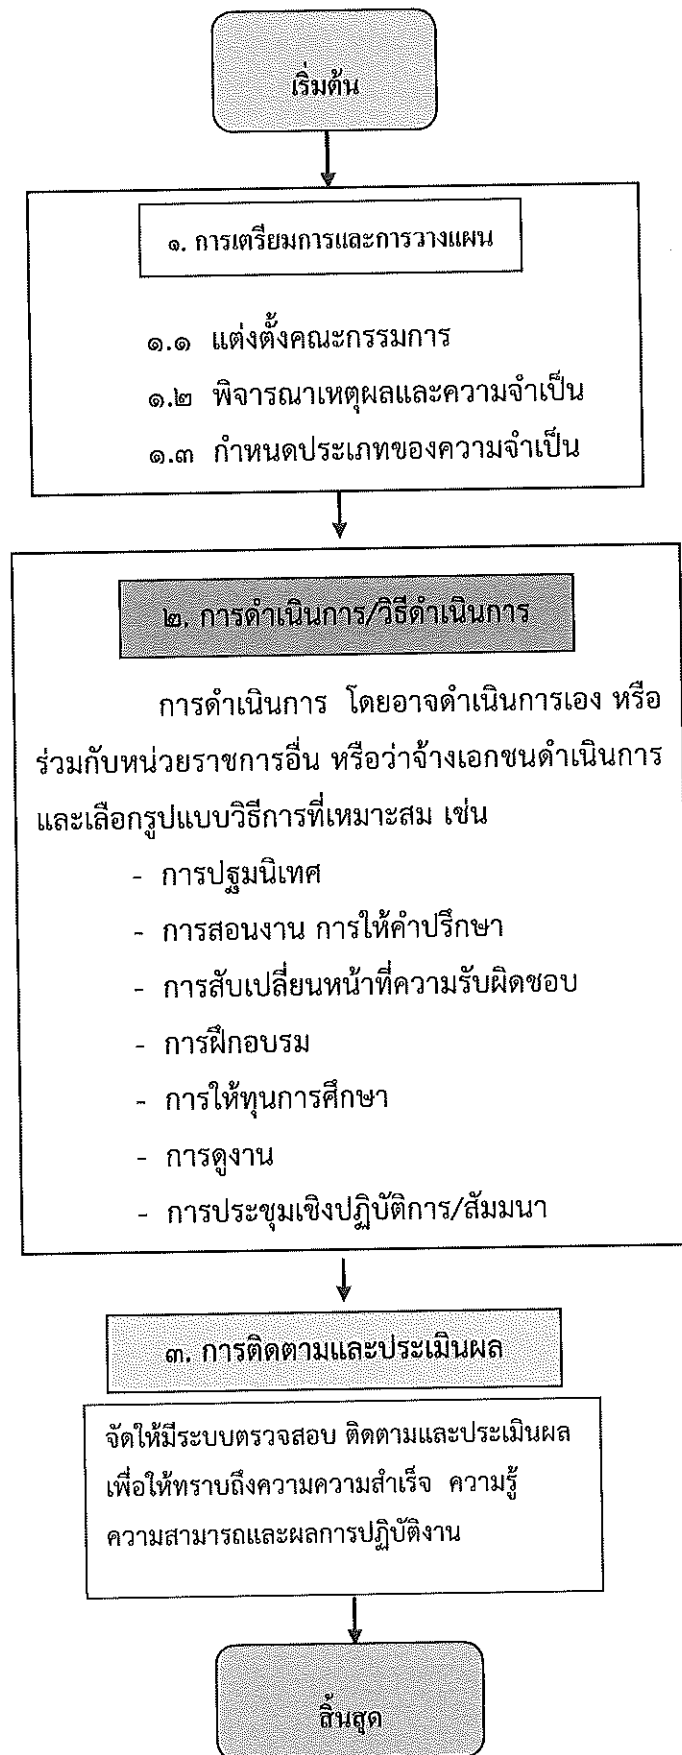 เริ่มต้น
๑. การเตรียมการและการวางแผน
๑.๑ แต่งตั้งคณะกรรมการ
๑.๒ พิจารณาเหตุผลและความจำเป็น
๑.๓ กำหนดประเภทของความจำเป็น
๒. การดำเนินการ/วิธีดำเนินการ
การดำเนินการ โดยอาจดำเนินการเอง หรือ
ร่วมกับหน่วยราชการอื่น หรือว่าจ้างเอกชนดำเนินการ
และเลือกรูปแบบวิธีการที่เหมาะสม เช่น
- การปฐมนิเทศ
- การสอนงาน การให้คำปรึกษา
- การสับเปลี่ยนหน้าที่ความรับผิดชอบ
- การฝึกอบรม
- การให้ทุนการศึกษา
- การดูงาน
- การประชุมเชิงปฏิบัติการ/สัมมนา
๓. การติดตามและประเมินผล
จัดให้มีระบบตรวจสอบ ติดตามและประเมินผล
เพื่อให้ทราบถึงความความสำเร็จ ความรู้
ความสามารถและผลการปฏิบัติงาน
สิ้นสุด